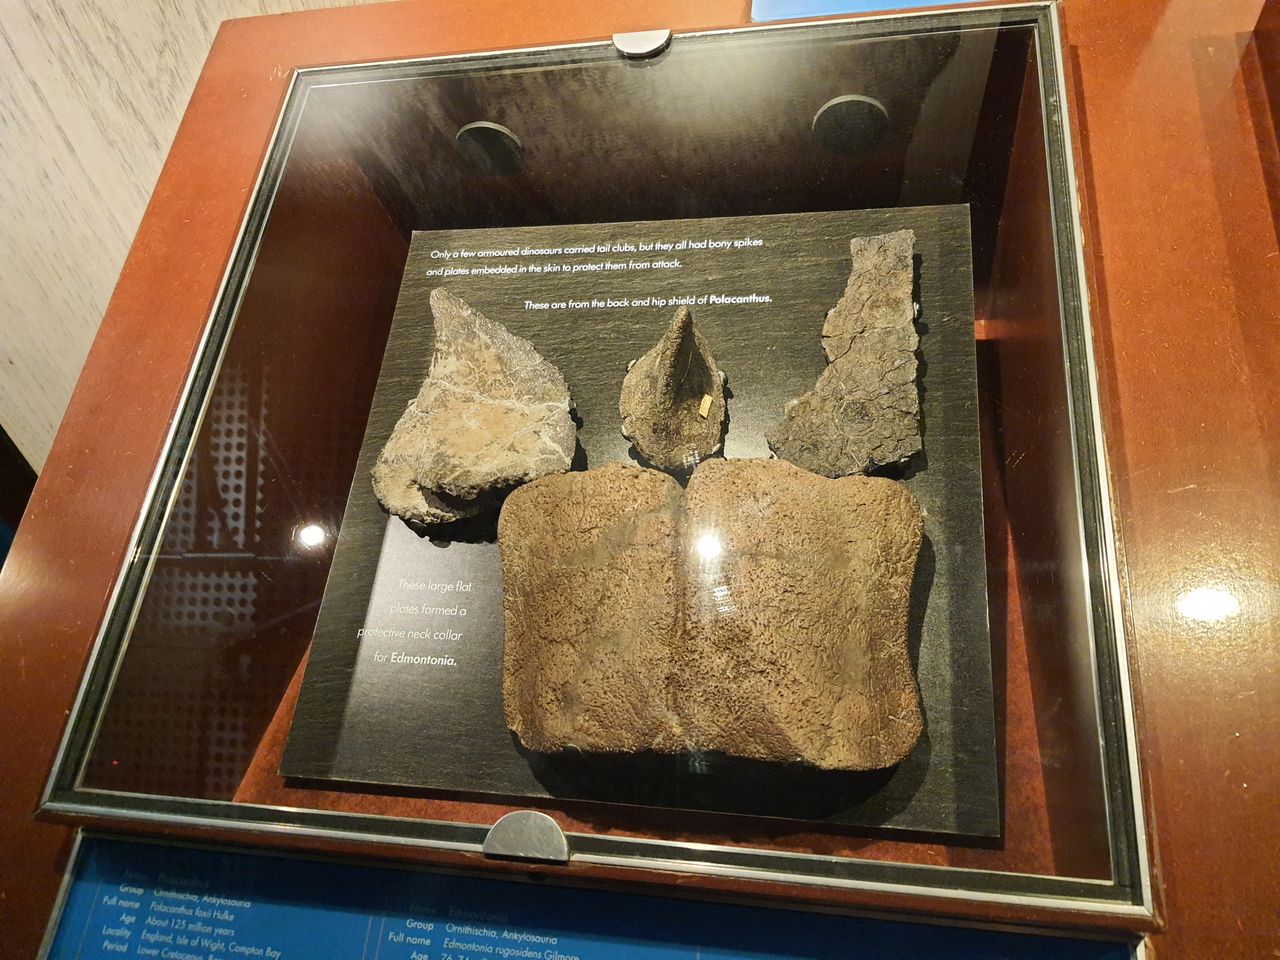 Only a few armoured dinosaurs carried tail clubs, but they all had bony spikes
and plates embedded in the skin to protect them from attack.
These are from the back and hip shield of Polacanthus.
These large flat
plates formed a
protective neck collar
for Edmontonia.
Name Polacanthus
Group Ornithischia, Ankylosauria
Full name Polacanthus foxii Hulke
Age About 125 million years
Locality England, Isle of Wight, Compton Bay
Period Lower Cretaceous,
Name Edmontonia
Group Ornithischia, Ankylosauria
Full name Edmontonia rugosidens Gilmore
Age